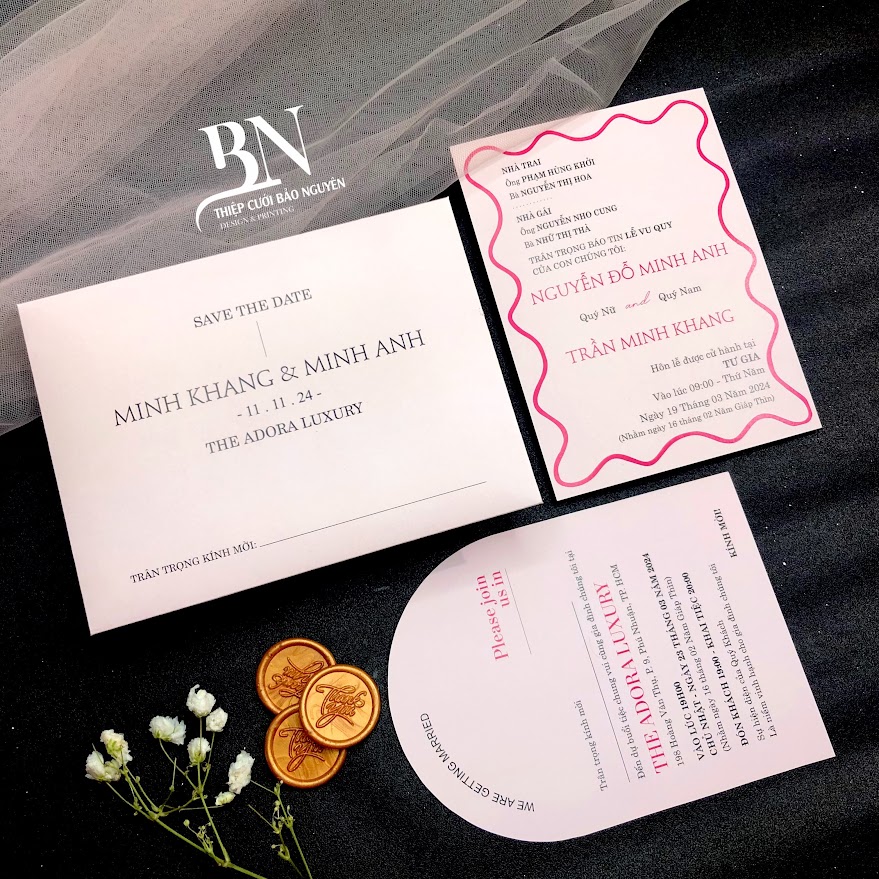 BN
THIỆP CƯỚI BẢO NGUYÊN
DESIGN & PRINTING
SAVE THE DATE
MINH KHANG & MINH ANH
- 11 . 11 . 24 -
THE ADORA LUXURY
TRÂN TRỌNG KÍNH MỜI:
NHÀ TRAI
Ông PHẠM HÙNG KHÔI
Bà NGUYỄN THỊ HOA
NHÀ GÁI
Ông NGUYỄN NHO CUNG
Bà NHỮ THỊ THÀ
TRÂN TRỌNG BÁO TIN LỄ VU QUY
CỦA CON CHÚNG TÔI:
NGUYỄN ĐỖ MINH ANH
Quý Nữ and Quý Nam
TRẦN MINH KHANG
Hôn lễ được cử hành tại
TƯ GIA
Vào lúc 09:00 - Thứ Năm
Ngày 19 Tháng 03 Năm 2024
(Nhằm ngày 16 tháng 02 Năm Giáp Thìn)
WE ARE GETTING MARRIED
Please join
us in
Trân trọng kính mời
Đến dự buổi tiệc chung vui cùng gia đình chúng tôi tại
THE ADORA LUXURY
198 Hoàng Văn Thụ, P. 9, Phú Nhuận, TP HCM
VÀO LÚC 19H00
CHỦ NHẬT - NGÀY 23 THÁNG 03 NĂM 2024
(Nhằm ngày 16 tháng 02 Năm Giáp Thìn)
ĐÓN KHÁCH 19:00 - KHAI TIỆC 20:00
Sự hiện diện của Quý Khách
Là niềm vinh hạnh cho gia đình chúng tôi
KÍNH MỜI!